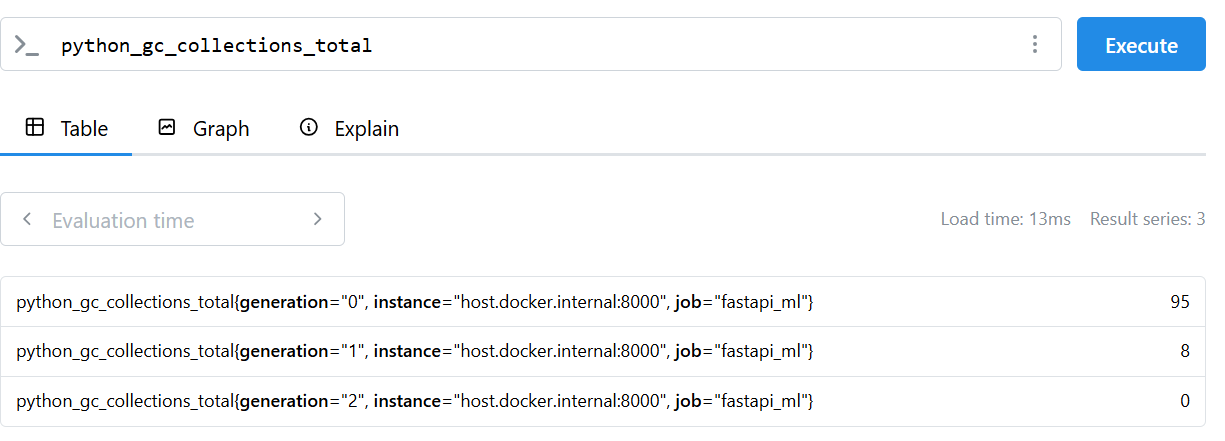 python_gc_collections_total
Execute
Table Graph Explain
Evaluation time
Load time: 13ms Result series: 3
python_gc_collections_total{generation="0", instance="host.docker.internal:8000", job="fastapi_ml"} 95
python_gc_collections_total{generation="1", instance="host.docker.internal:8000", job="fastapi_ml"} 8
python_gc_collections_total{generation="2", instance="host.docker.internal:8000", job="fastapi_ml"} 0